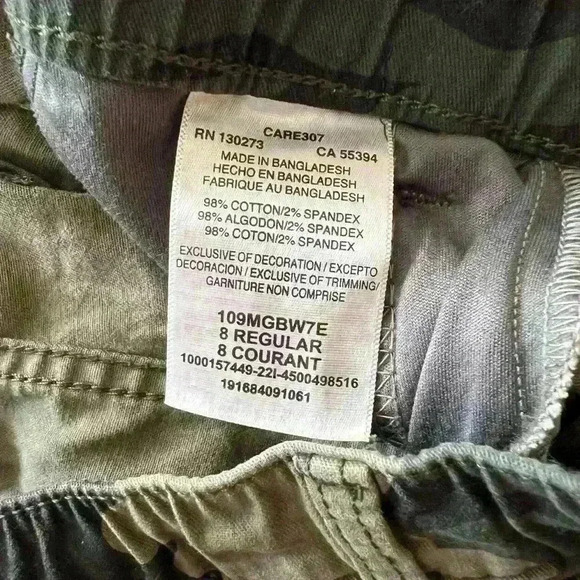 CARE307
RN 130273 CA 55394
MADE IN BANGLADESH
HECHO EN BANGLADESH
FABRIQUE AU BANGLADESH
98% COTTON/2% SPANDEX
98% ALGODON/2% SPANDEX
98% COTON/2% SPANDEX
EXCLUSIVE OF DECORATION / EXCEPTO
DECORACION / EXCLUSIVE OF TRIMMING/
GARNITURE NON COMPRISE
109MGBW7E
8 REGULAR
8 COURANT
1000157449-22I-4500498516
191684091061